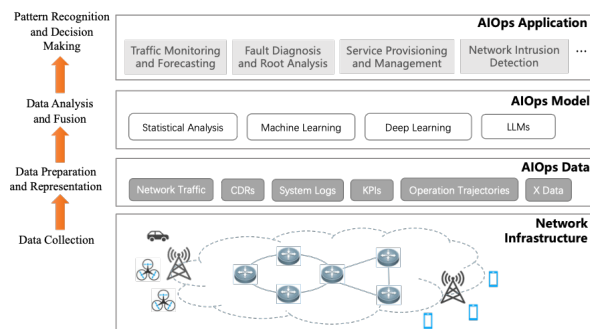 Pattern Recognition
and Decision
Making
Data Analysis
and Fusion
Data Preparation
and Representation
Data Collection
AIOps Application
Traffic Monitoring
and Forecasting
Fault Diagnosis
and Root Analysis
Service Provisioning
and Management
Network Intrusion
Detection
...
AIOps Model
Statistical Analysis
Machine Learning
Deep Learning
LLMs
AIOps Data
Network Traffic
CDRs
System Logs
KPIs
Operation Trajectories
X Data
Network
Infrastructure